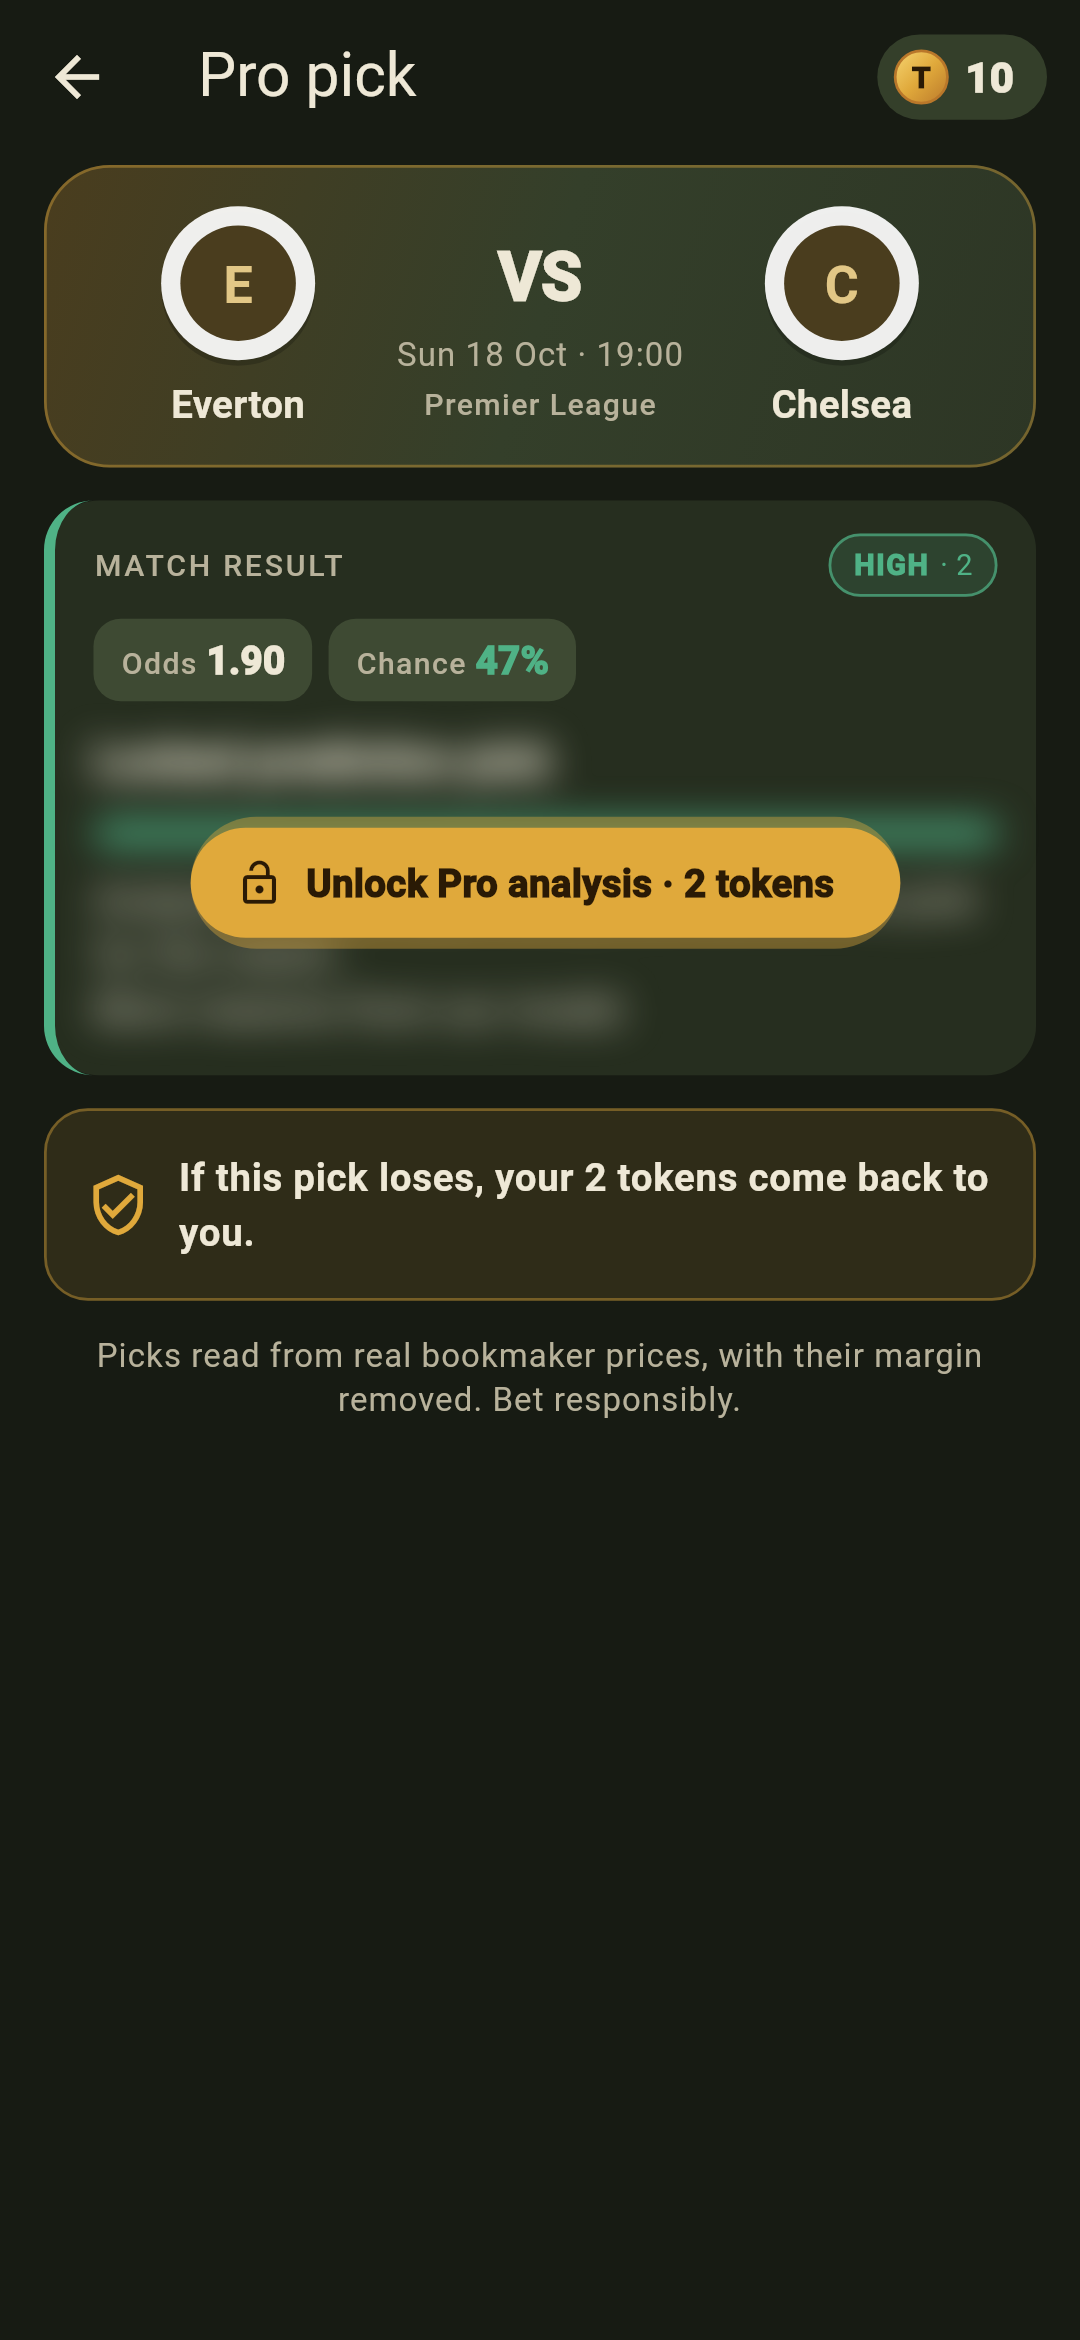 Pro pick
T 10
E
VS
C
Sun 18 Oct · 19:00
Everton
Premier League
Chelsea
MATCH RESULT
HIGH · 2
Odds 1.90
Chance 47%
Unlock Pro analysis · 2 tokens
If this pick loses, your 2 tokens come back to
you.
Picks read from real bookmaker prices, with their margin
removed. Bet responsibly.